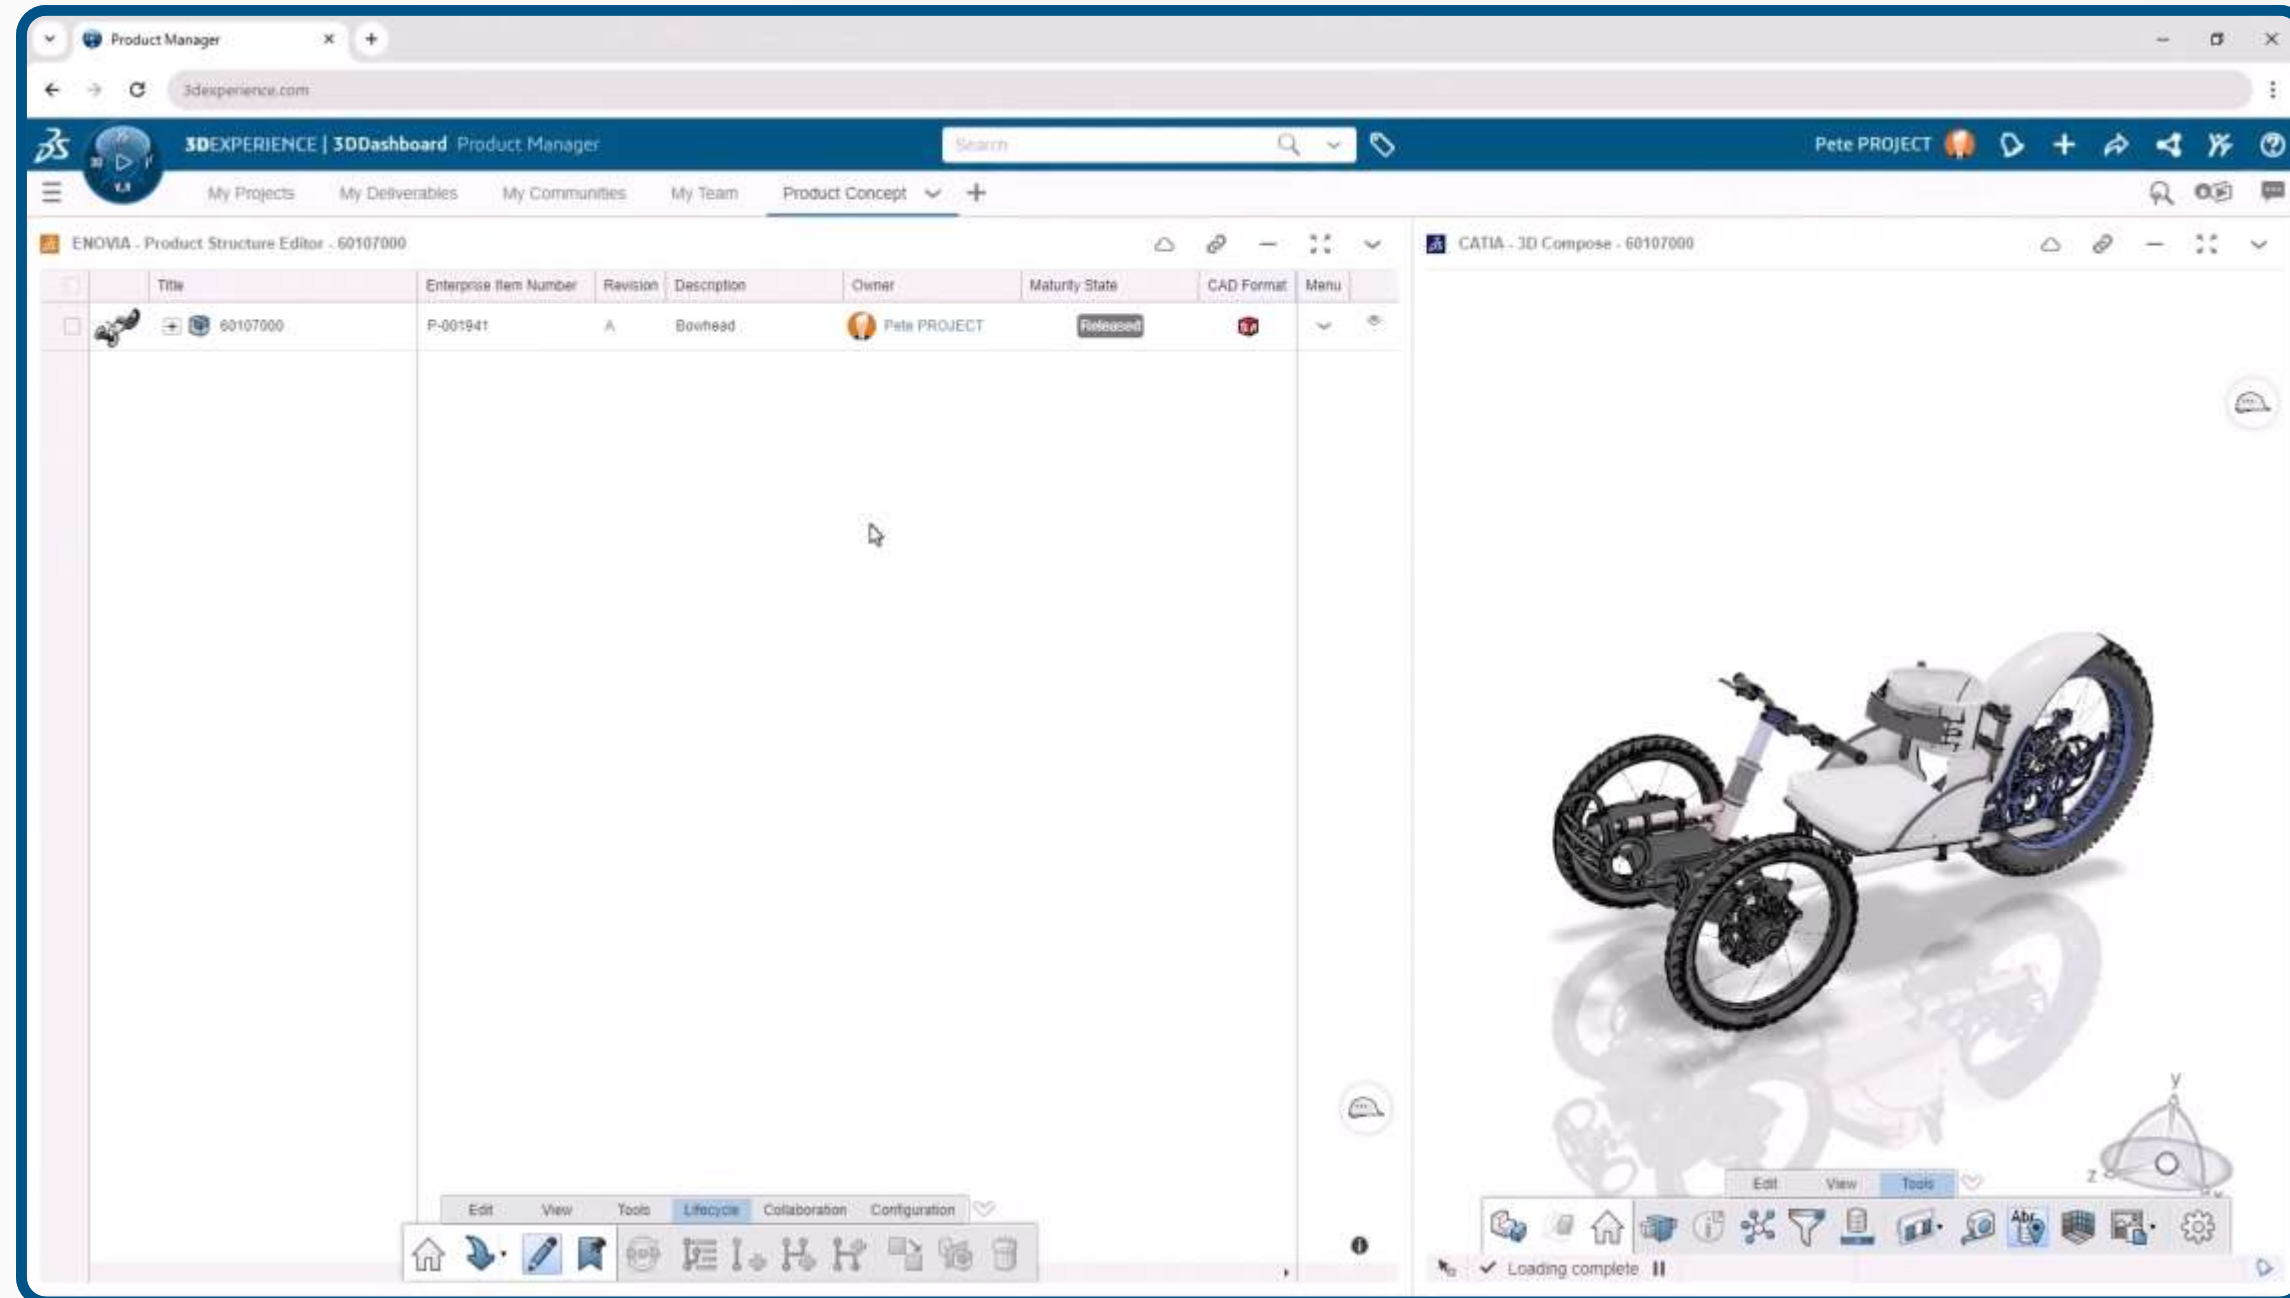 Product Manager
3dexperience.com
3DEXPERIENCE | 3DDashboard Product Manager
Search
Pete PROJECT
My Projects My Deliverables My Communities My Team Product Concept
ENOVIA - Product Structure Editor - 60107000
CATIA - 3D Compose - 60107000
Title Enterprise Item Number Revision Description Owner Maturity State CAD Format Menu
60107000 P-001941 A Bowhead Pete PROJECT Released
y
z
Edit View Tools
Edit View Tools Lifecycle Collaboration Configuration
Abc
Loading complete